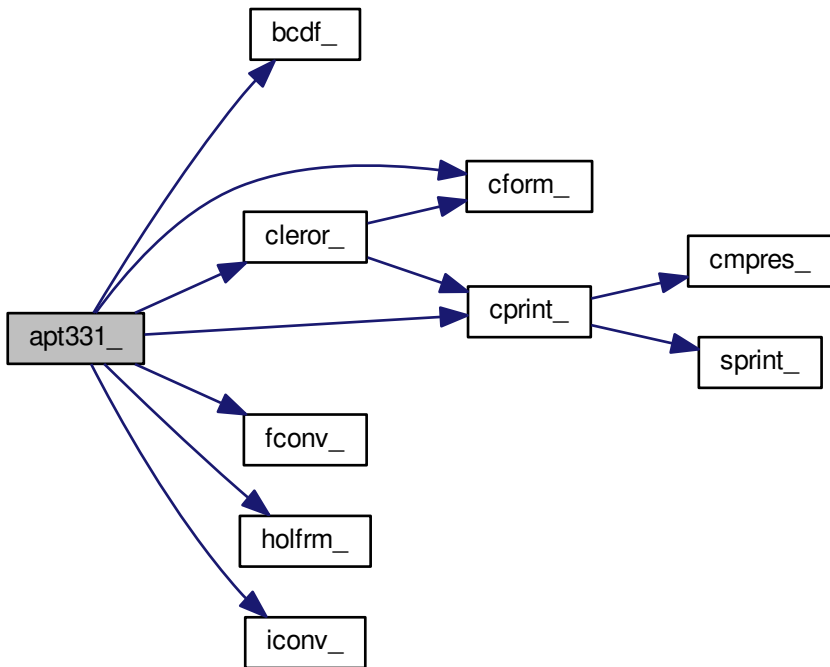 bcdf_
cform_
cleror_
cmpres_
cprint_
apt331_
sprint_
fconv_
holfrm_
iconv_